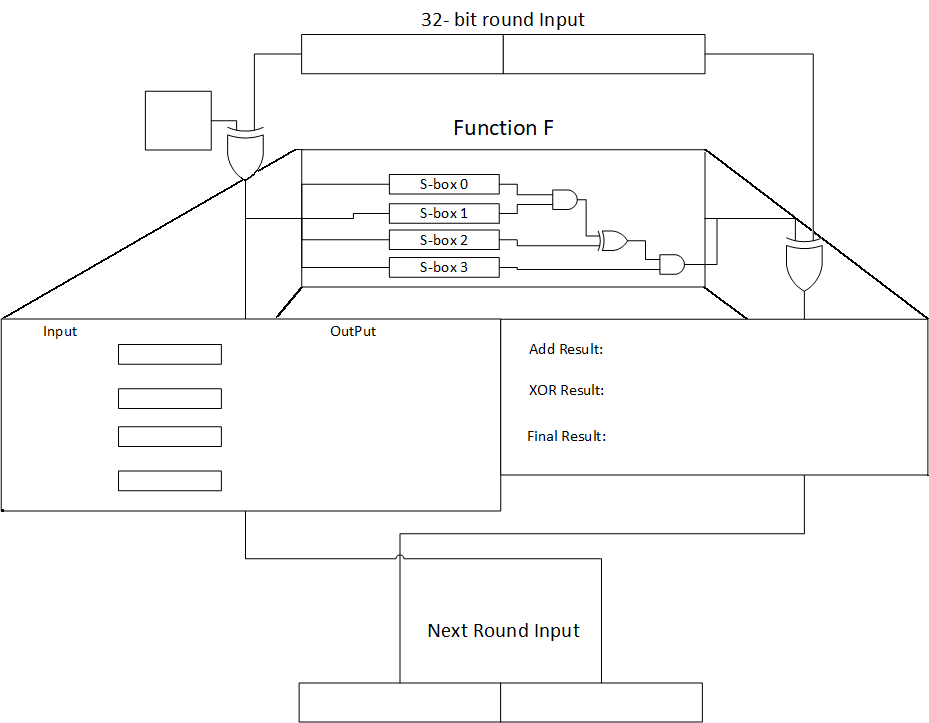 32- bit round Input
Function F
S-box 0
S-box 1
S-box 2
S-box 3
Input
OutPut
Add Result:
XOR Result:
Final Result:
Next Round Input